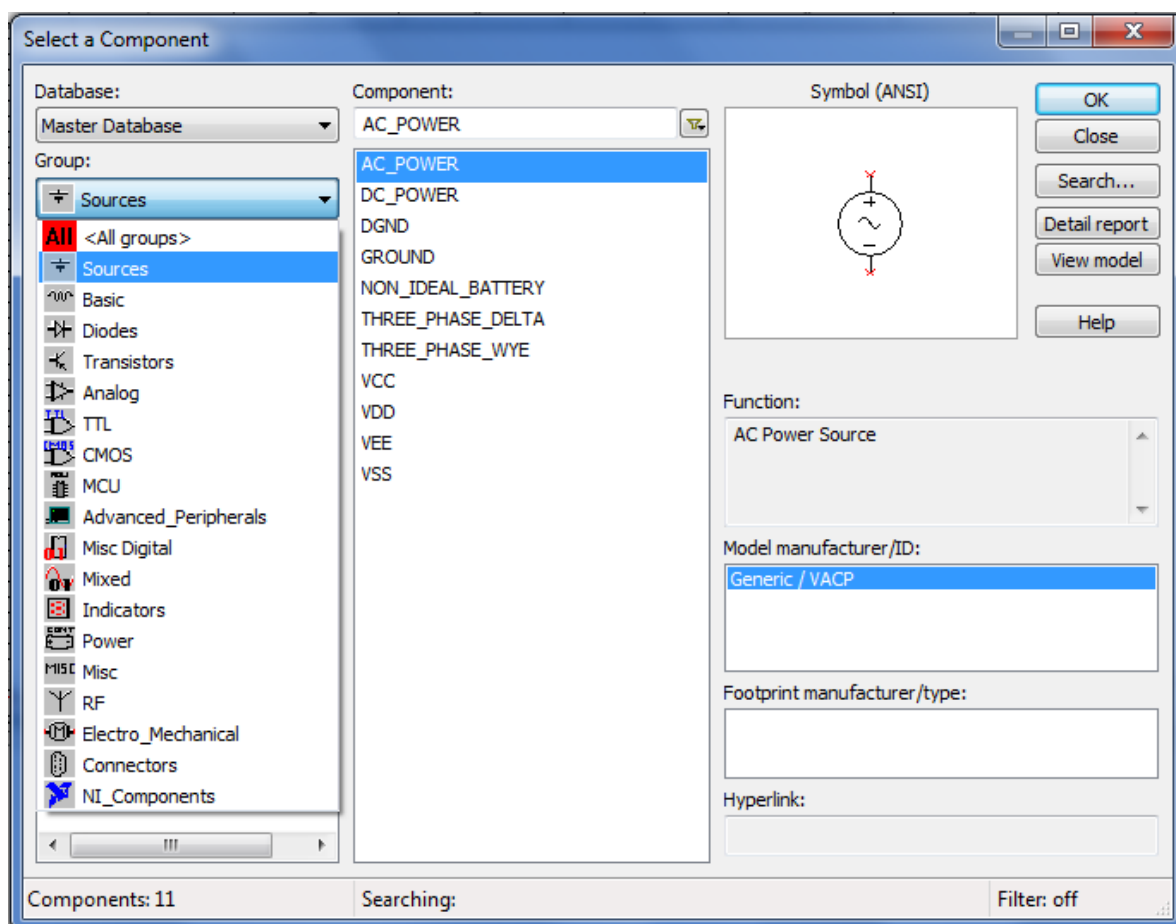 Select a Component
Database:
Master Database
Group:
Sources
All <All groups>
Sources
Basic
Diodes
Transistors
Analog
TTL
CMOS
MCU
Advanced_Peripherals
Misc Digital
Mixed
Indicators
Power
MISC Misc
RF
Electro_Mechanical
Connectors
NI_Components
Component:
AC_POWER
AC_POWER
DC_POWER
DGND
GROUND
NON_IDEAL_BATTERY
THREE_PHASE_DELTA
THREE_PHASE_WYE
VCC
VDD
VEE
VSS
Symbol (ANSI)
OK
Close
Search...
Detail report
View model
Help
Function:
AC Power Source
Model manufacturer/ID:
Generic / VACP
Footprint manufacturer/type:
Hyperlink:
Components: 11
Searching:
Filter: off